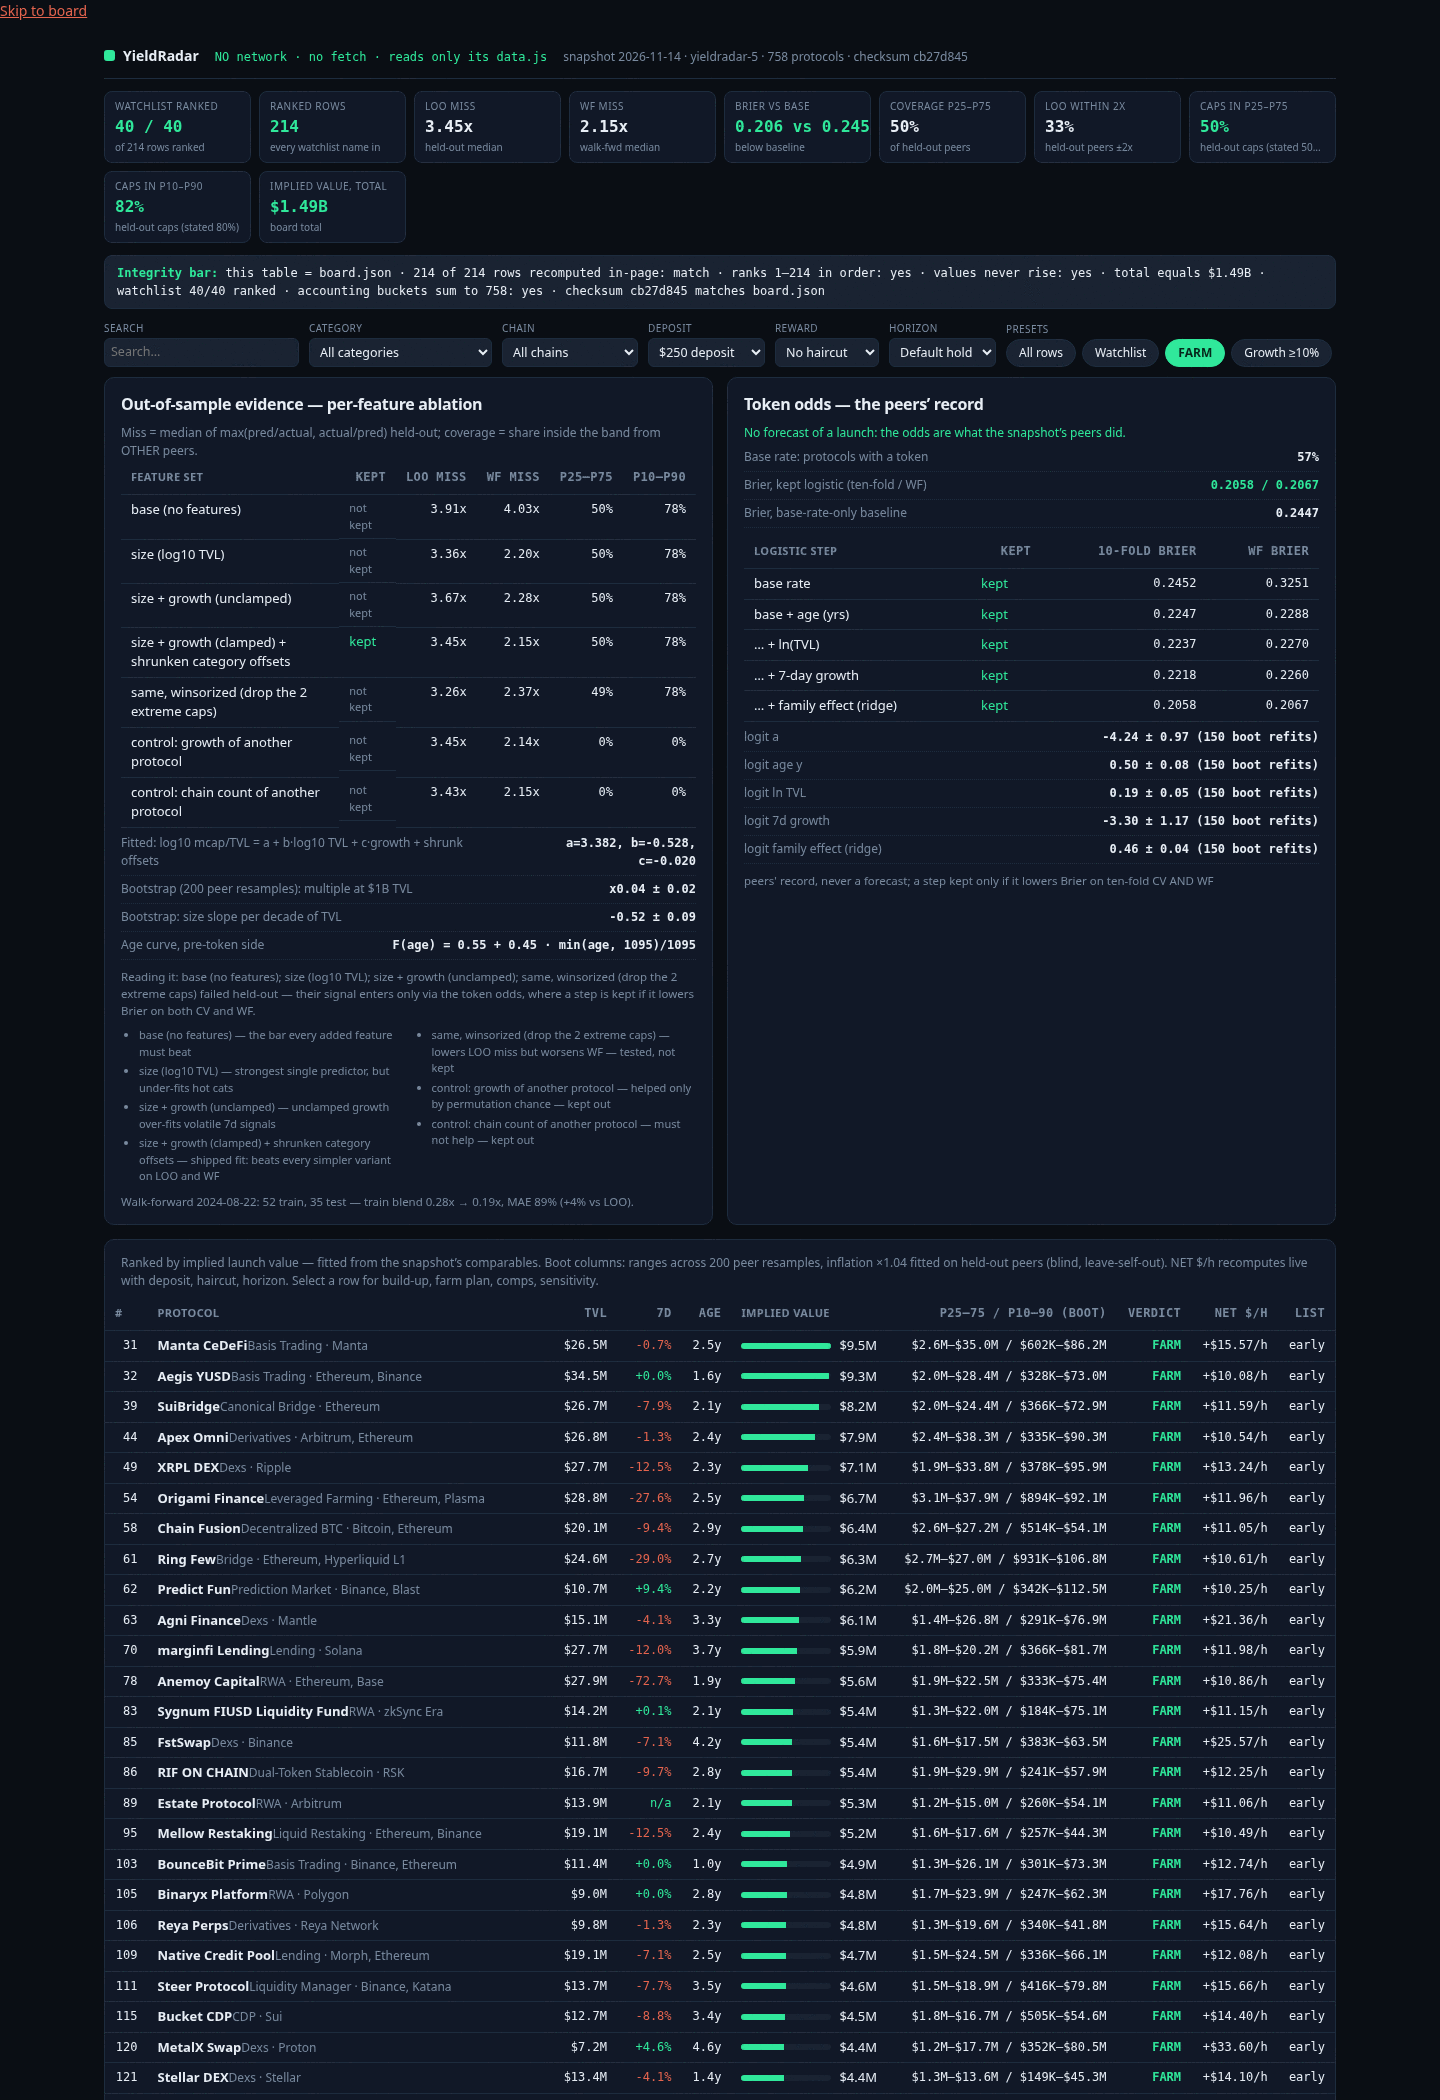 Skip to board
YieldRadar NO network · no fetch · reads only its data.js snapshot 2026-11-14 · yieldradar-5 · 758 protocols · checksum cb27d845
WATCHLIST RANKED
40 / 40
of 214 rows ranked
RANKED ROWS
214
every watchlist name in
LOO MISS
3.45x
held-out median
WF MISS
2.15x
walk-fwd median
BRIER VS BASE
0.206 vs 0.245
below baseline
COVERAGE P25–P75
50%
of held-out peers
LOO WITHIN 2X
33%
held-out peers ±2x
CAPS IN P25–P75
50%
held-out caps (stated 50...
CAPS IN P10–P90
82%
held-out caps (stated 80%)
IMPLIED VALUE, TOTAL
$1.49B
board total
Integrity bar: this table = board.json · 214 of 214 rows recomputed in-page: match · ranks 1–214 in order: yes · values never rise: yes · total equals $1.49B ·
watchlist 40/40 ranked · accounting buckets sum to 758: yes · checksum cb27d845 matches board.json
SEARCH CATEGORY CHAIN DEPOSIT REWARD HORIZON PRESETS
Search... All categories All chains $250 deposit No haircut Default hold All rows Watchlist FARM Growth ≥10%
Out-of-sample evidence — per-feature ablation
Miss = median of max(pred/actual, actual/pred) held-out; coverage = share inside the band from
OTHER peers.
FEATURE SET KEPT LOO MISS WF MISS P25–P75 P10–P90
base (no features) not kept 3.91x 4.03x 50% 78%
size (log10 TVL) not kept 3.36x 2.20x 50% 78%
size + growth (unclamped) not kept 3.67x 2.28x 50% 78%
size + growth (clamped) + shrunken category offsets kept 3.45x 2.15x 50% 78%
same, winsorized (drop the 2 extreme caps) not kept 3.26x 2.37x 49% 78%
control: growth of another protocol not kept 3.45x 2.14x 0% 0%
control: chain count of another protocol not kept 3.43x 2.15x 0% 0%
Fitted: log10 mcap/TVL = a + b·log10 TVL + c·growth + shrunk offsets a=3.382, b=-0.528, c=-0.020
Bootstrap (200 peer resamples): multiple at $1B TVL x0.04 ± 0.02
Bootstrap: size slope per decade of TVL -0.52 ± 0.09
Age curve, pre-token side F(age) = 0.55 + 0.45 · min(age, 1095)/1095
Reading it: base (no features); size (log10 TVL); size + growth (unclamped); same, winsorized (drop the 2
extreme caps) failed held-out — their signal enters only via the token odds, where a step is kept if it lowers
Brier on both CV and WF.
• base (no features) — the bar every added feature
must beat
• size (log10 TVL) — strongest single predictor, but
under-fits hot cats
• size + growth (unclamped) — unclamped growth
over-fits volatile 7d signals
• size + growth (clamped) + shrunken category
offsets — shipped fit: beats every simpler variant
on LOO and WF
• same, winsorized (drop the 2 extreme caps) —
lowers LOO miss but worsens WF — tested, not
kept
• control: growth of another protocol — helped only
by permutation chance — kept out
• control: chain count of another protocol — must
not help — kept out
Walk-forward 2024-08-22: 52 train, 35 test — train blend 0.28x → 0.19x, MAE 89% (+4% vs LOO).
Token odds — the peers’ record
No forecast of a launch: the odds are what the snapshot’s peers did.
Base rate: protocols with a token 57%
Brier, kept logistic (ten-fold / WF) 0.2058 / 0.2067
Brier, base-rate-only baseline 0.2447
LOGISTIC STEP KEPT 10-FOLD BRIER WF BRIER
base rate kept 0.2452 0.3251
base + age (yrs) kept 0.2247 0.2288
... + ln(TVL) kept 0.2237 0.2270
... + 7-day growth kept 0.2218 0.2260
... + family effect (ridge) kept 0.2058 0.2067
logit a -4.24 ± 0.97 (150 boot refits)
logit age y 0.50 ± 0.08 (150 boot refits)
logit ln TVL 0.19 ± 0.05 (150 boot refits)
logit 7d growth -3.30 ± 1.17 (150 boot refits)
logit family effect (ridge) 0.46 ± 0.04 (150 boot refits)
peers' record, never a forecast; a step kept only if it lowers Brier on ten-fold CV AND WF
Ranked by implied launch value — fitted from the snapshot’s comparables. Boot columns: ranges across 200 peer resamples, inflation ×1.04 fitted on held-out peers (blind, leave-self-out). NET $/h recomputes live
with deposit, haircut, horizon. Select a row for build-up, farm plan, comps, sensitivity.
# PROTOCOL TVL 7D AGE IMPLIED VALUE P25–75 / P10–90 (BOOT) VERDICT NET $/H LIST
31 Manta CeDeFiBasis Trading · Manta $26.5M -0.7% 2.5y $9.5M $2.6M–$35.0M / $602K–$86.2M FARM +$15.57/h early
32 Aegis YUSDBasis Trading · Ethereum, Binance $34.5M +0.0% 1.6y $9.3M $2.0M–$28.4M / $328K–$73.0M FARM +$10.08/h early
39 SuiBridgeCanonical Bridge · Ethereum $26.7M -7.9% 2.1y $8.2M $2.0M–$24.4M / $366K–$72.9M FARM +$11.59/h early
44 Apex OmniDerivatives · Arbitrum, Ethereum $26.8M -1.3% 2.4y $7.9M $2.4M–$38.3M / $335K–$90.3M FARM +$10.54/h early
49 XRPL DEXDexs · Ripple $27.7M -12.5% 2.3y $7.1M $1.9M–$33.8M / $378K–$95.9M FARM +$13.24/h early
54 Origami FinanceLeveraged Farming · Ethereum, Plasma $28.8M -27.6% 2.5y $6.7M $3.1M–$37.9M / $894K–$92.1M FARM +$11.96/h early
58 Chain FusionDecentralized BTC · Bitcoin, Ethereum $20.1M -9.4% 2.9y $6.4M $2.6M–$27.2M / $514K–$54.1M FARM +$11.05/h early
61 Ring FewBridge · Ethereum, Hyperliquid L1 $24.6M -29.0% 2.7y $6.3M $2.7M–$27.0M / $931K–$106.8M FARM +$10.61/h early
62 Predict FunPrediction Market · Binance, Blast $10.7M +9.4% 2.2y $6.2M $2.0M–$25.0M / $342K–$112.5M FARM +$10.25/h early
63 Agni FinanceDexs · Mantle $15.1M -4.1% 3.3y $6.1M $1.4M–$26.8M / $291K–$76.9M FARM +$21.36/h early
70 marginfi LendingLending · Solana $27.7M -12.0% 3.7y $5.9M $1.8M–$20.2M / $366K–$81.7M FARM +$11.98/h early
78 Anemoy CapitalRWA · Ethereum, Base $27.9M -72.7% 1.9y $5.6M $1.9M–$22.5M / $333K–$75.4M FARM +$10.86/h early
83 Sygnum FIUSD Liquidity FundRWA · zkSync Era $14.2M +0.1% 2.1y $5.4M $1.3M–$22.0M / $184K–$75.1M FARM +$11.15/h early
85 FstSwapDexs · Binance $11.8M -7.1% 4.2y $5.4M $1.6M–$17.5M / $383K–$63.5M FARM +$25.57/h early
86 RIF ON CHAINDual-Token Stablecoin · RSK $16.7M -9.7% 2.8y $5.4M $1.9M–$29.9M / $241K–$57.9M FARM +$12.25/h early
89 Estate ProtocolRWA · Arbitrum $13.9M n/a 2.1y $5.3M $1.2M–$15.0M / $260K–$54.1M FARM +$11.06/h early
95 Mellow RestakingLiquid Restaking · Ethereum, Binance $19.1M -12.5% 2.4y $5.2M $1.6M–$17.6M / $257K–$44.3M FARM +$10.49/h early
103 BounceBit PrimeBasis Trading · Binance, Ethereum $11.4M +0.0% 1.0y $4.9M $1.3M–$26.1M / $301K–$73.3M FARM +$12.74/h early
105 Binaryx PlatformRWA · Polygon $9.0M +0.0% 2.8y $4.8M $1.7M–$23.9M / $247K–$62.3M FARM +$17.76/h early
106 Reya PerpsDerivatives · Reya Network $9.8M -1.3% 2.3y $4.8M $1.3M–$19.6M / $340K–$41.8M FARM +$15.64/h early
109 Native Credit PoolLending · Morph, Ethereum $19.1M -7.1% 2.5y $4.7M $1.5M–$24.5M / $336K–$66.1M FARM +$12.08/h early
111 Steer ProtocolLiquidity Manager · Binance, Katana $13.7M -7.7% 3.5y $4.6M $1.5M–$18.9M / $416K–$79.8M FARM +$15.66/h early
115 Bucket CDPCDP · Sui $12.7M -8.8% 3.4y $4.5M $1.8M–$16.7M / $505K–$54.6M FARM +$14.40/h early
120 MetalX SwapDexs · Proton $7.2M +4.6% 4.6y $4.4M $1.2M–$17.7M / $352K–$80.5M FARM +$33.60/h early
121 Stellar DEXDexs · Stellar $13.4M -4.1% 1.4y $4.4M $1.3M–$13.6M / $149K–$45.3M FARM +$14.10/h early